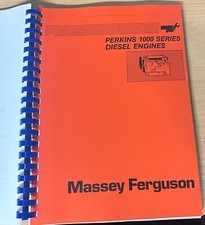 PERKINS 1000 SERIES
DIESEL ENGINES
Massey Ferguson